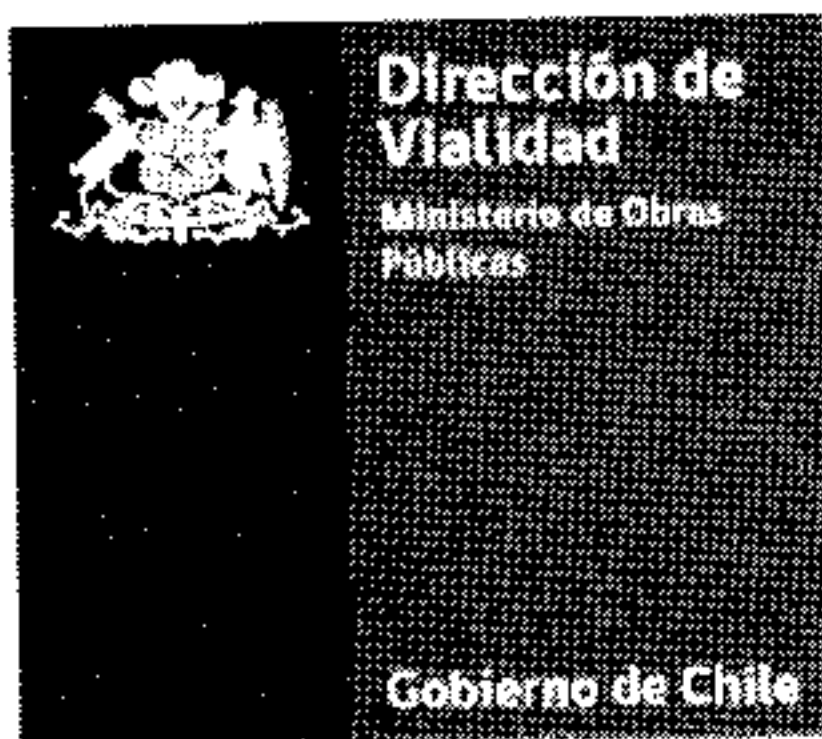 Dirección de
Vialidad
Ministerio de Obras
Públicas
Gobierno de Chile